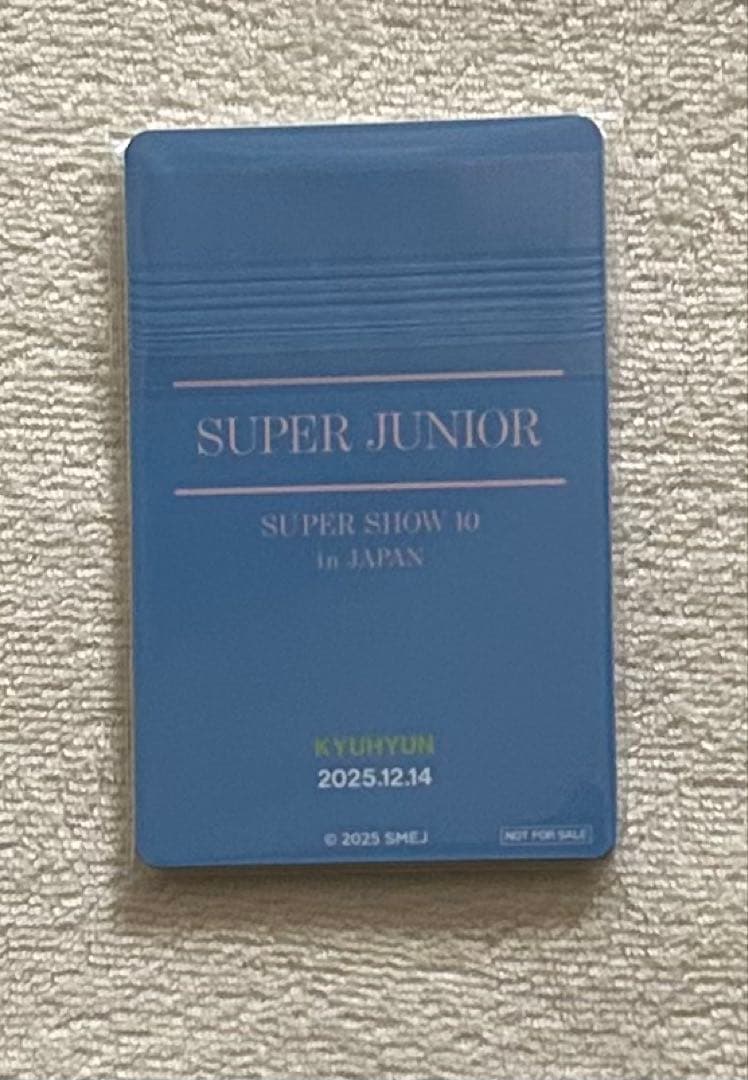 SUPER JUNIOR
SUPER SHOW 10
in JAPAN
KYUHYUN
2025.12.14
© 2025 SMEJ
NOT FOR SALE